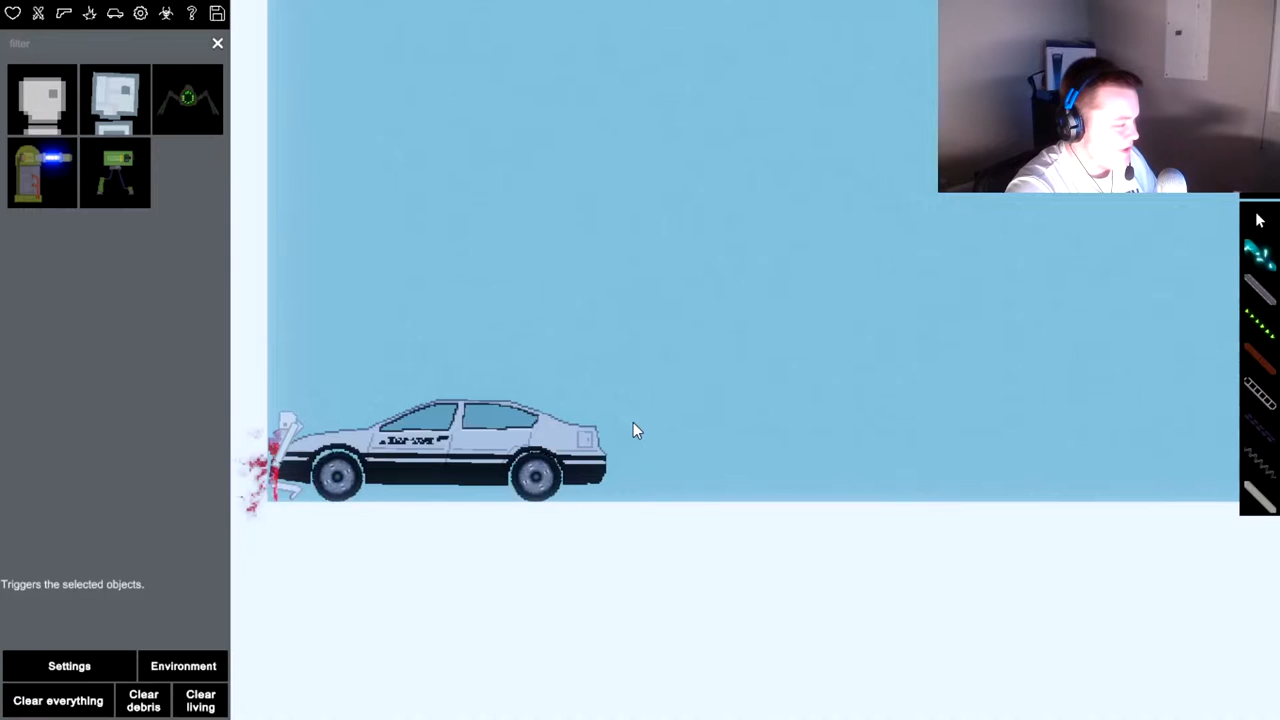 ?
filter
Triggers the selected objects.
Settings
Environment
Clear everything
Clear
debris
Clear
living